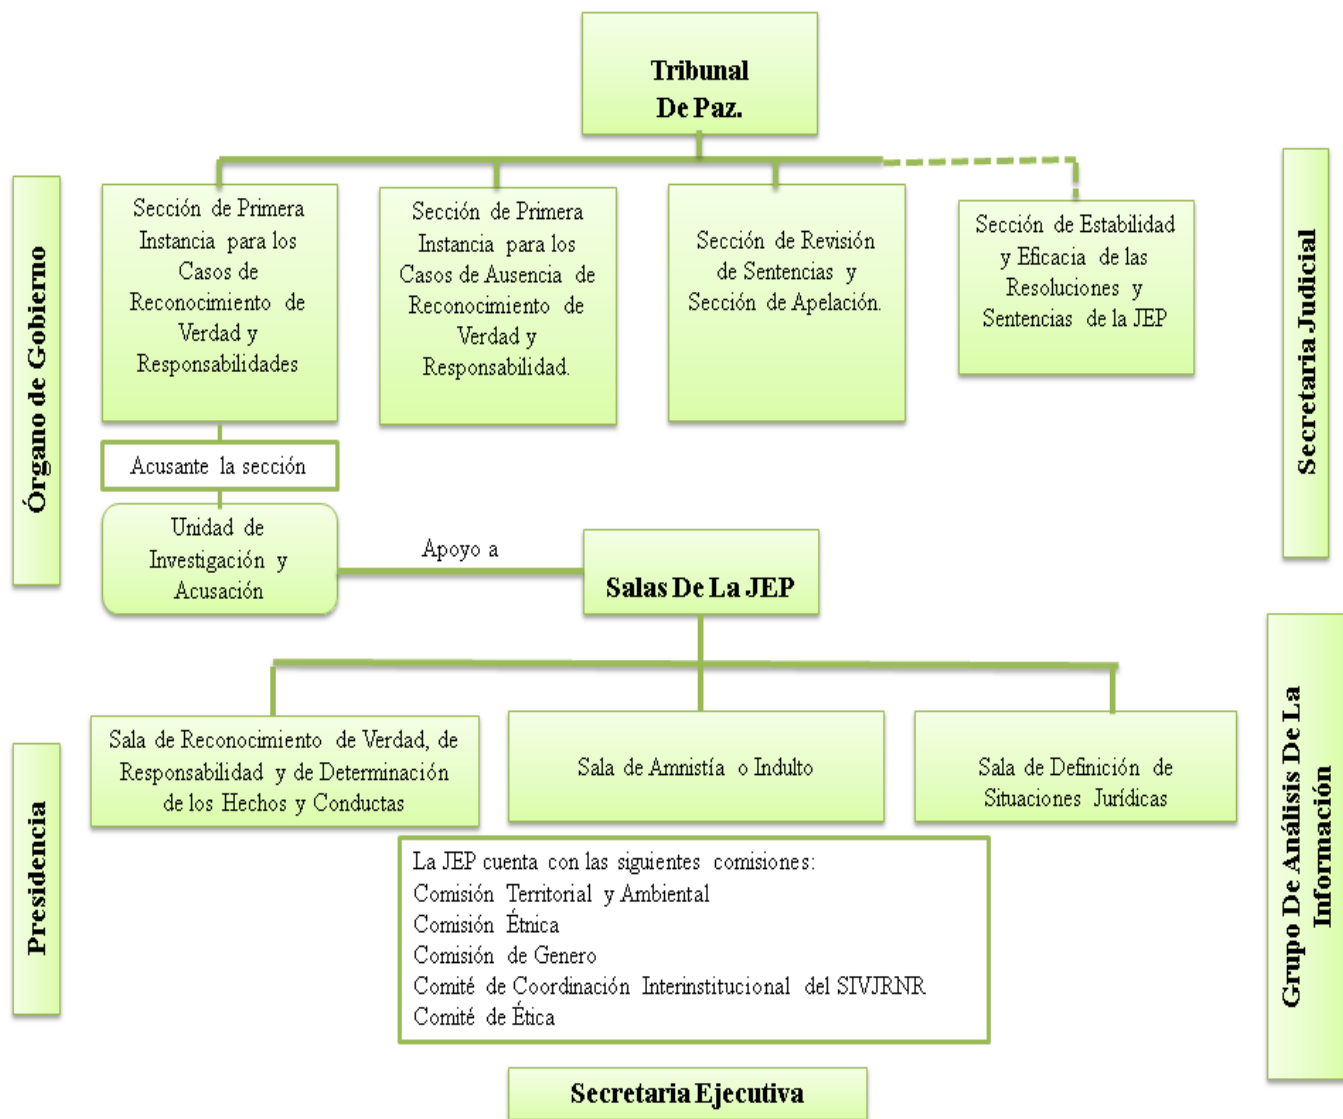 Tribunal
De Paz.
Órgano de Gobierno
Sección de Primera
Instancia para los
Casos de
Reconocimiento de
Verdad y
Responsabilidades
Sección de Primera
Instancia para los
Casos de Ausencia de
Reconocimiento de
Verdad y
Responsabilidad.
Sección de Revisión
de Sentencias y
Sección de Apelación.
Sección de Estabilidad
y Eficacia de las
Resoluciones y
Sentencias de la JEP
Secretaria Judicial
Acusante la sección
Unidad de
Investigación y
Acusación
Apoyo a
Salas De La JEP
Presidencia
Sala de Reconocimiento de Verdad, de
Responsabilidad y de Determinación
de los Hechos y Conductas
Sala de Amnistía o Indulto
Sala de Definición de
Situaciones Jurídicas
Grupo De Análisis De La
Información
La JEP cuenta con las siguientes comisiones:
Comisión Territorial y Ambiental
Comisión Étnica
Comisión de Genero
Comité de Coordinación Interinstitucional del SIVJRNR
Comité de Ética
Secretaria Ejecutiva